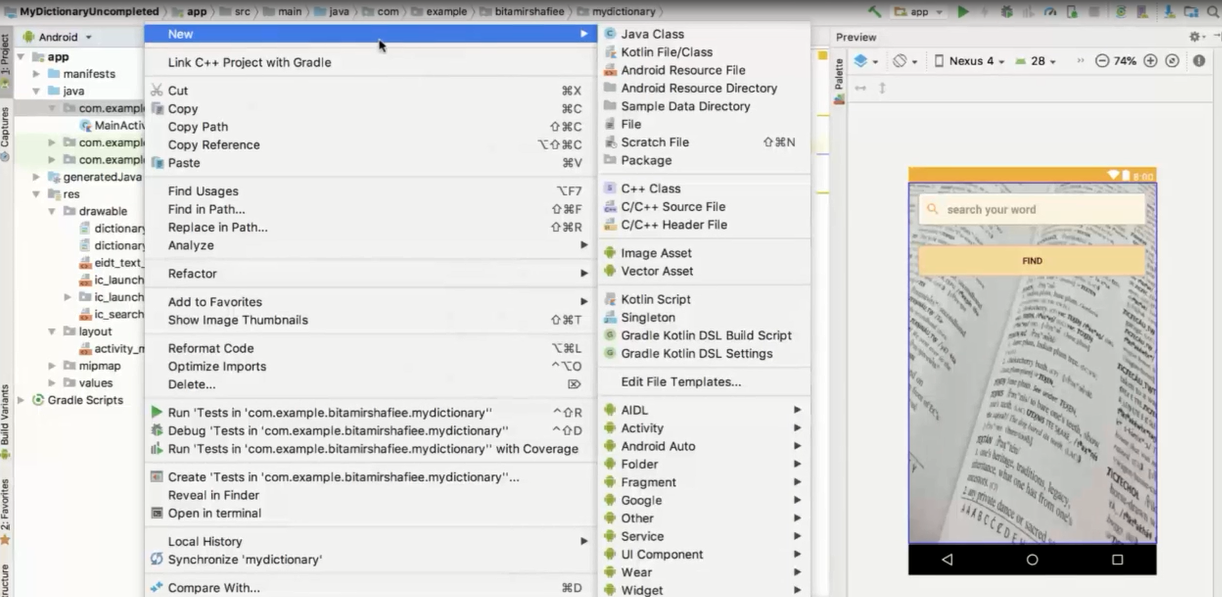 MyDictionaryUncompleted
app
src
main
java
com
example
bitamirshafiee
mydictionary
app
1: Project
Captures
Build Variants
2: Favorites
Android
app
manifests
java
com.exampl
MainActiv
com.exampl
com.exampl
generatedJava
res
drawable
dictionary
dictionary
eidt_text_
ic_launch
ic_launch
ic_search
layout
activity_m
mipmap
values
Gradle Scripts
New
Link C++ Project with Gradle
Cut ⌘X
Copy ⌘C
Copy Path ⇧⌘C
Copy Reference ⌥⇧⌘C
Paste ⌘V
Find Usages ⌥F7
Find in Path... ⇧⌘F
Replace in Path... ⇧⌘R
Analyze
Refactor
Add to Favorites
Show Image Thumbnails ⇧⌘T
Reformat Code ⌥⌘L
Optimize Imports ^⌥O
Delete... ⌦
Run 'Tests in 'com.example.bitamirshafiee.mydictionary'' ^⇧R
Debug 'Tests in 'com.example.bitamirshafiee.mydictionary'' ^⇧D
Run 'Tests in 'com.example.bitamirshafiee.mydictionary'' with Coverage
Create 'Tests in 'com.example.bitamirshafiee.mydictionary''...
Reveal in Finder
Open in terminal
Local History
Synchronize 'mydictionary'
Compare With... ⌘D
Java Class
Kotlin File/Class
Android Resource File
Android Resource Directory
Sample Data Directory
File
Scratch File ⇧⌘N
Package
C++ Class
C/C++ Source File
C/C++ Header File
Image Asset
Vector Asset
Kotlin Script
Singleton
Gradle Kotlin DSL Build Script
Gradle Kotlin DSL Settings
Edit File Templates...
AIDL
Activity
Android Auto
Folder
Fragment
Google
Other
Service
UI Component
Wear
Widget
Preview
Palette
Nexus 4
28
74%
8:00
search your word
FIND